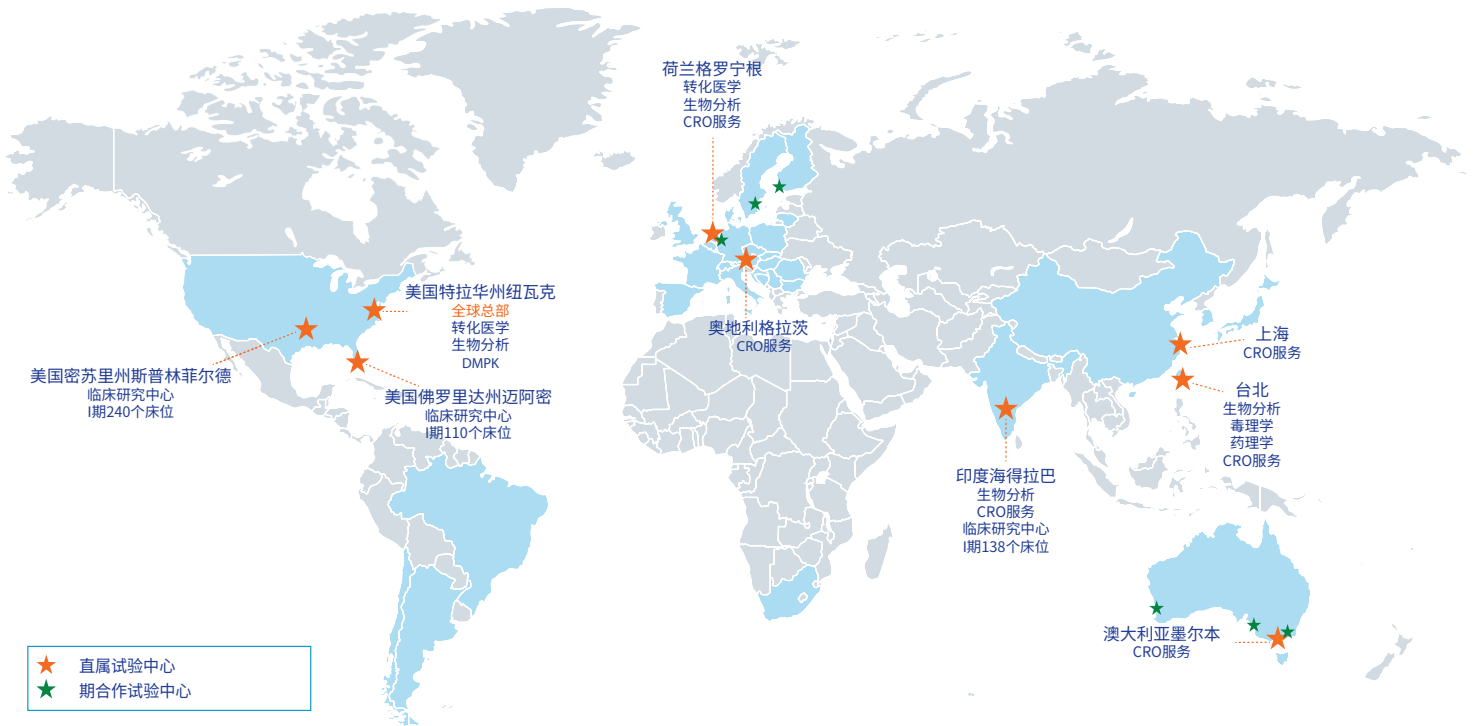 荷兰格罗宁根
转化医学
生物分析
CRO服务
美国特拉华州纽瓦克
全球总部
转化医学
生物分析
DMPK
美国密苏里州斯普林菲尔德
临床研究中心
I期240个床位
美国佛罗里达州迈阿密
临床研究中心
I期110个床位
奥地利格拉茨
CRO服务
上海
CRO服务
台北
生物分析
毒理学
药理学
CRO服务
印度海得拉巴
生物分析
CRO服务
临床研究中心
I期138个床位
澳大利亚墨尔本
CRO服务
直属试验中心
期合作试验中心